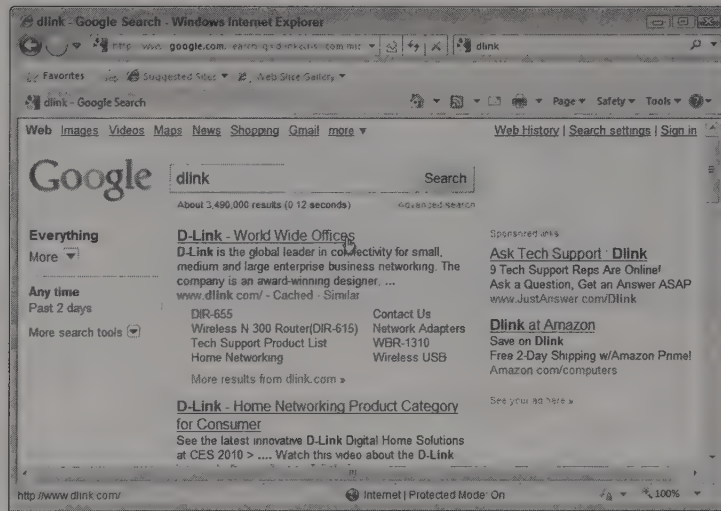 dlink - Google Search - Windows Internet Explorer
google.com dlink
Favorites Suggested Sites Web Slice Gallery
dlink - Google Search Page Safety Tools
Web Images Videos Maps News Shopping Gmail more Web History | Search settings | Sign in
Google dlink Search
About 3,490,000 results (0.12 seconds) Advanced search
Everything
More
Any time
Past 2 days
More search tools
D-Link - World Wide Offices
D-Link is the global leader in connectivity for small,
medium and large enterprise business networking. The
company is an award-winning designer, ...
www.dlink.com/ - Cached - Similar
DIR-655 Contact Us
Wireless N 300 Router(DIR-615) Network Adapters
Tech Support Product List WBR-1310
Home Networking Wireless USB
More results from dlink.com »
D-Link - Home Networking Product Category
for Consumer
See the latest innovative D-Link Digital Home Solutions
at CES 2010 > .... Watch this video about the D-Link
Sponsored links
Ask Tech Support : Dlink
9 Tech Support Reps Are Online!
Ask a Question, Get an Answer ASAP
www.JustAnswer.com/Dlink
Dlink at Amazon
Save on Dlink
Free 2-Day Shipping w/Amazon Prime!
Amazon.com/computers
See your ad here »
http://www.dlink.com/ Internet | Protected Mode: On 100%